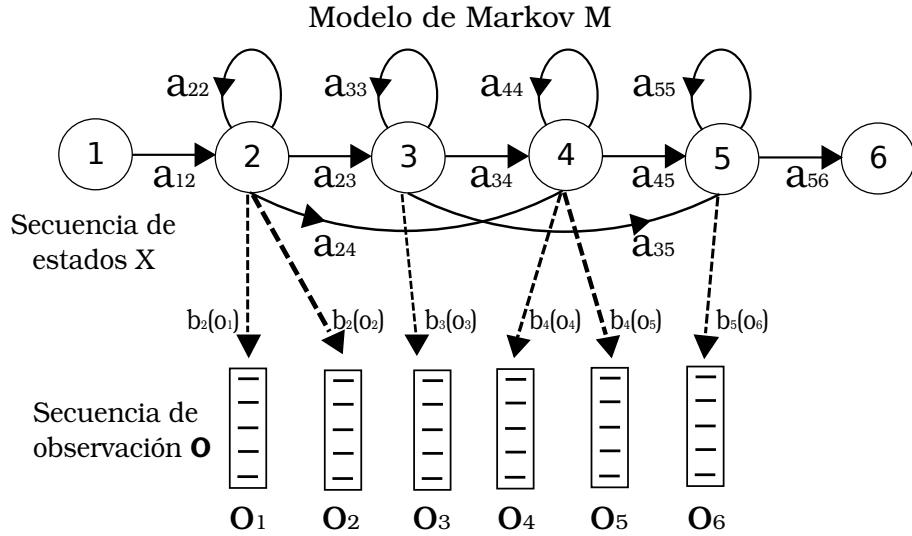 Modelo de Markov M
a22 a33 a44 a55
1 2 3 4 5 6
a12 a23 a34 a45 a56
Secuencia de
estados X
a24 a35
b2(o1) b2(o2) b3(o3) b4(o4) b4(o5) b5(o6)
Secuencia de
observación O
O1 O2 O3 O4 O5 O6